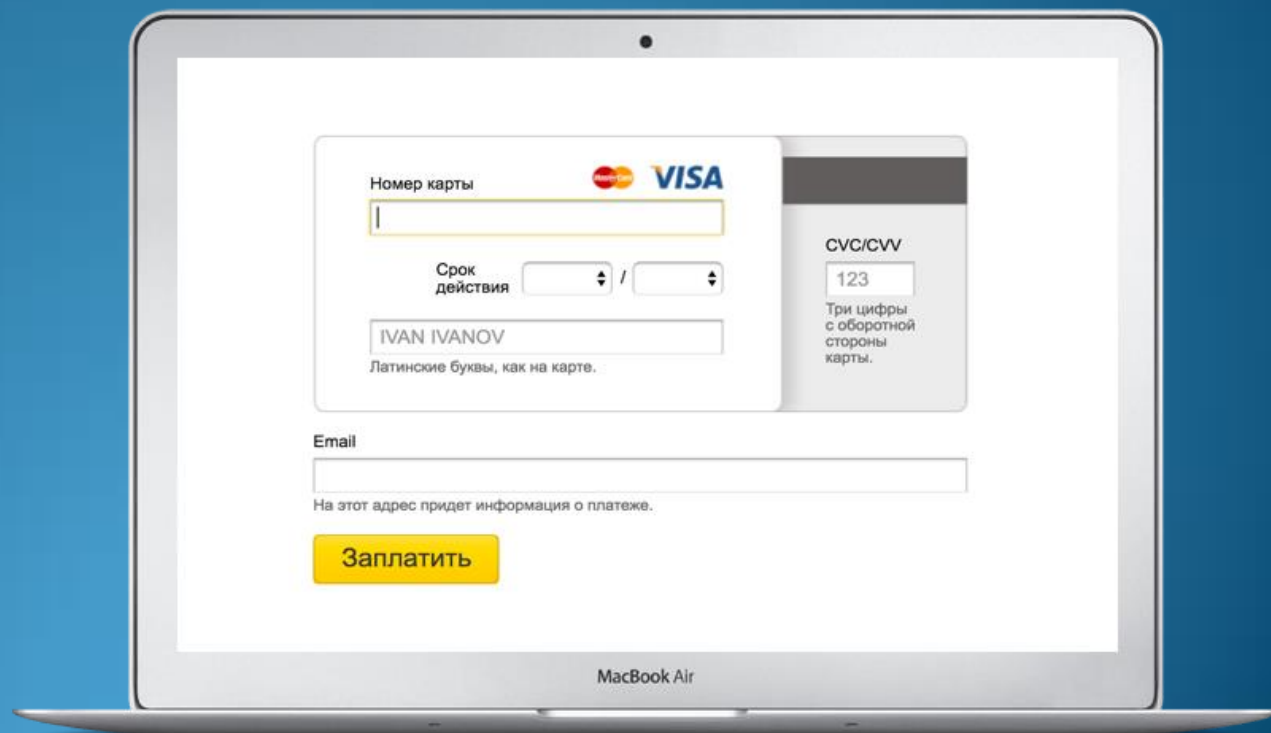 Номер карты
MasterCard VISA
Срок
действия
/
IVAN IVANOV
Латинские буквы, как на карте.
CVC/CVV
123
Три цифры
с оборотной
стороны
карты.
Email
На этот адрес придет информация о платеже.
Заплатить
MacBook Air